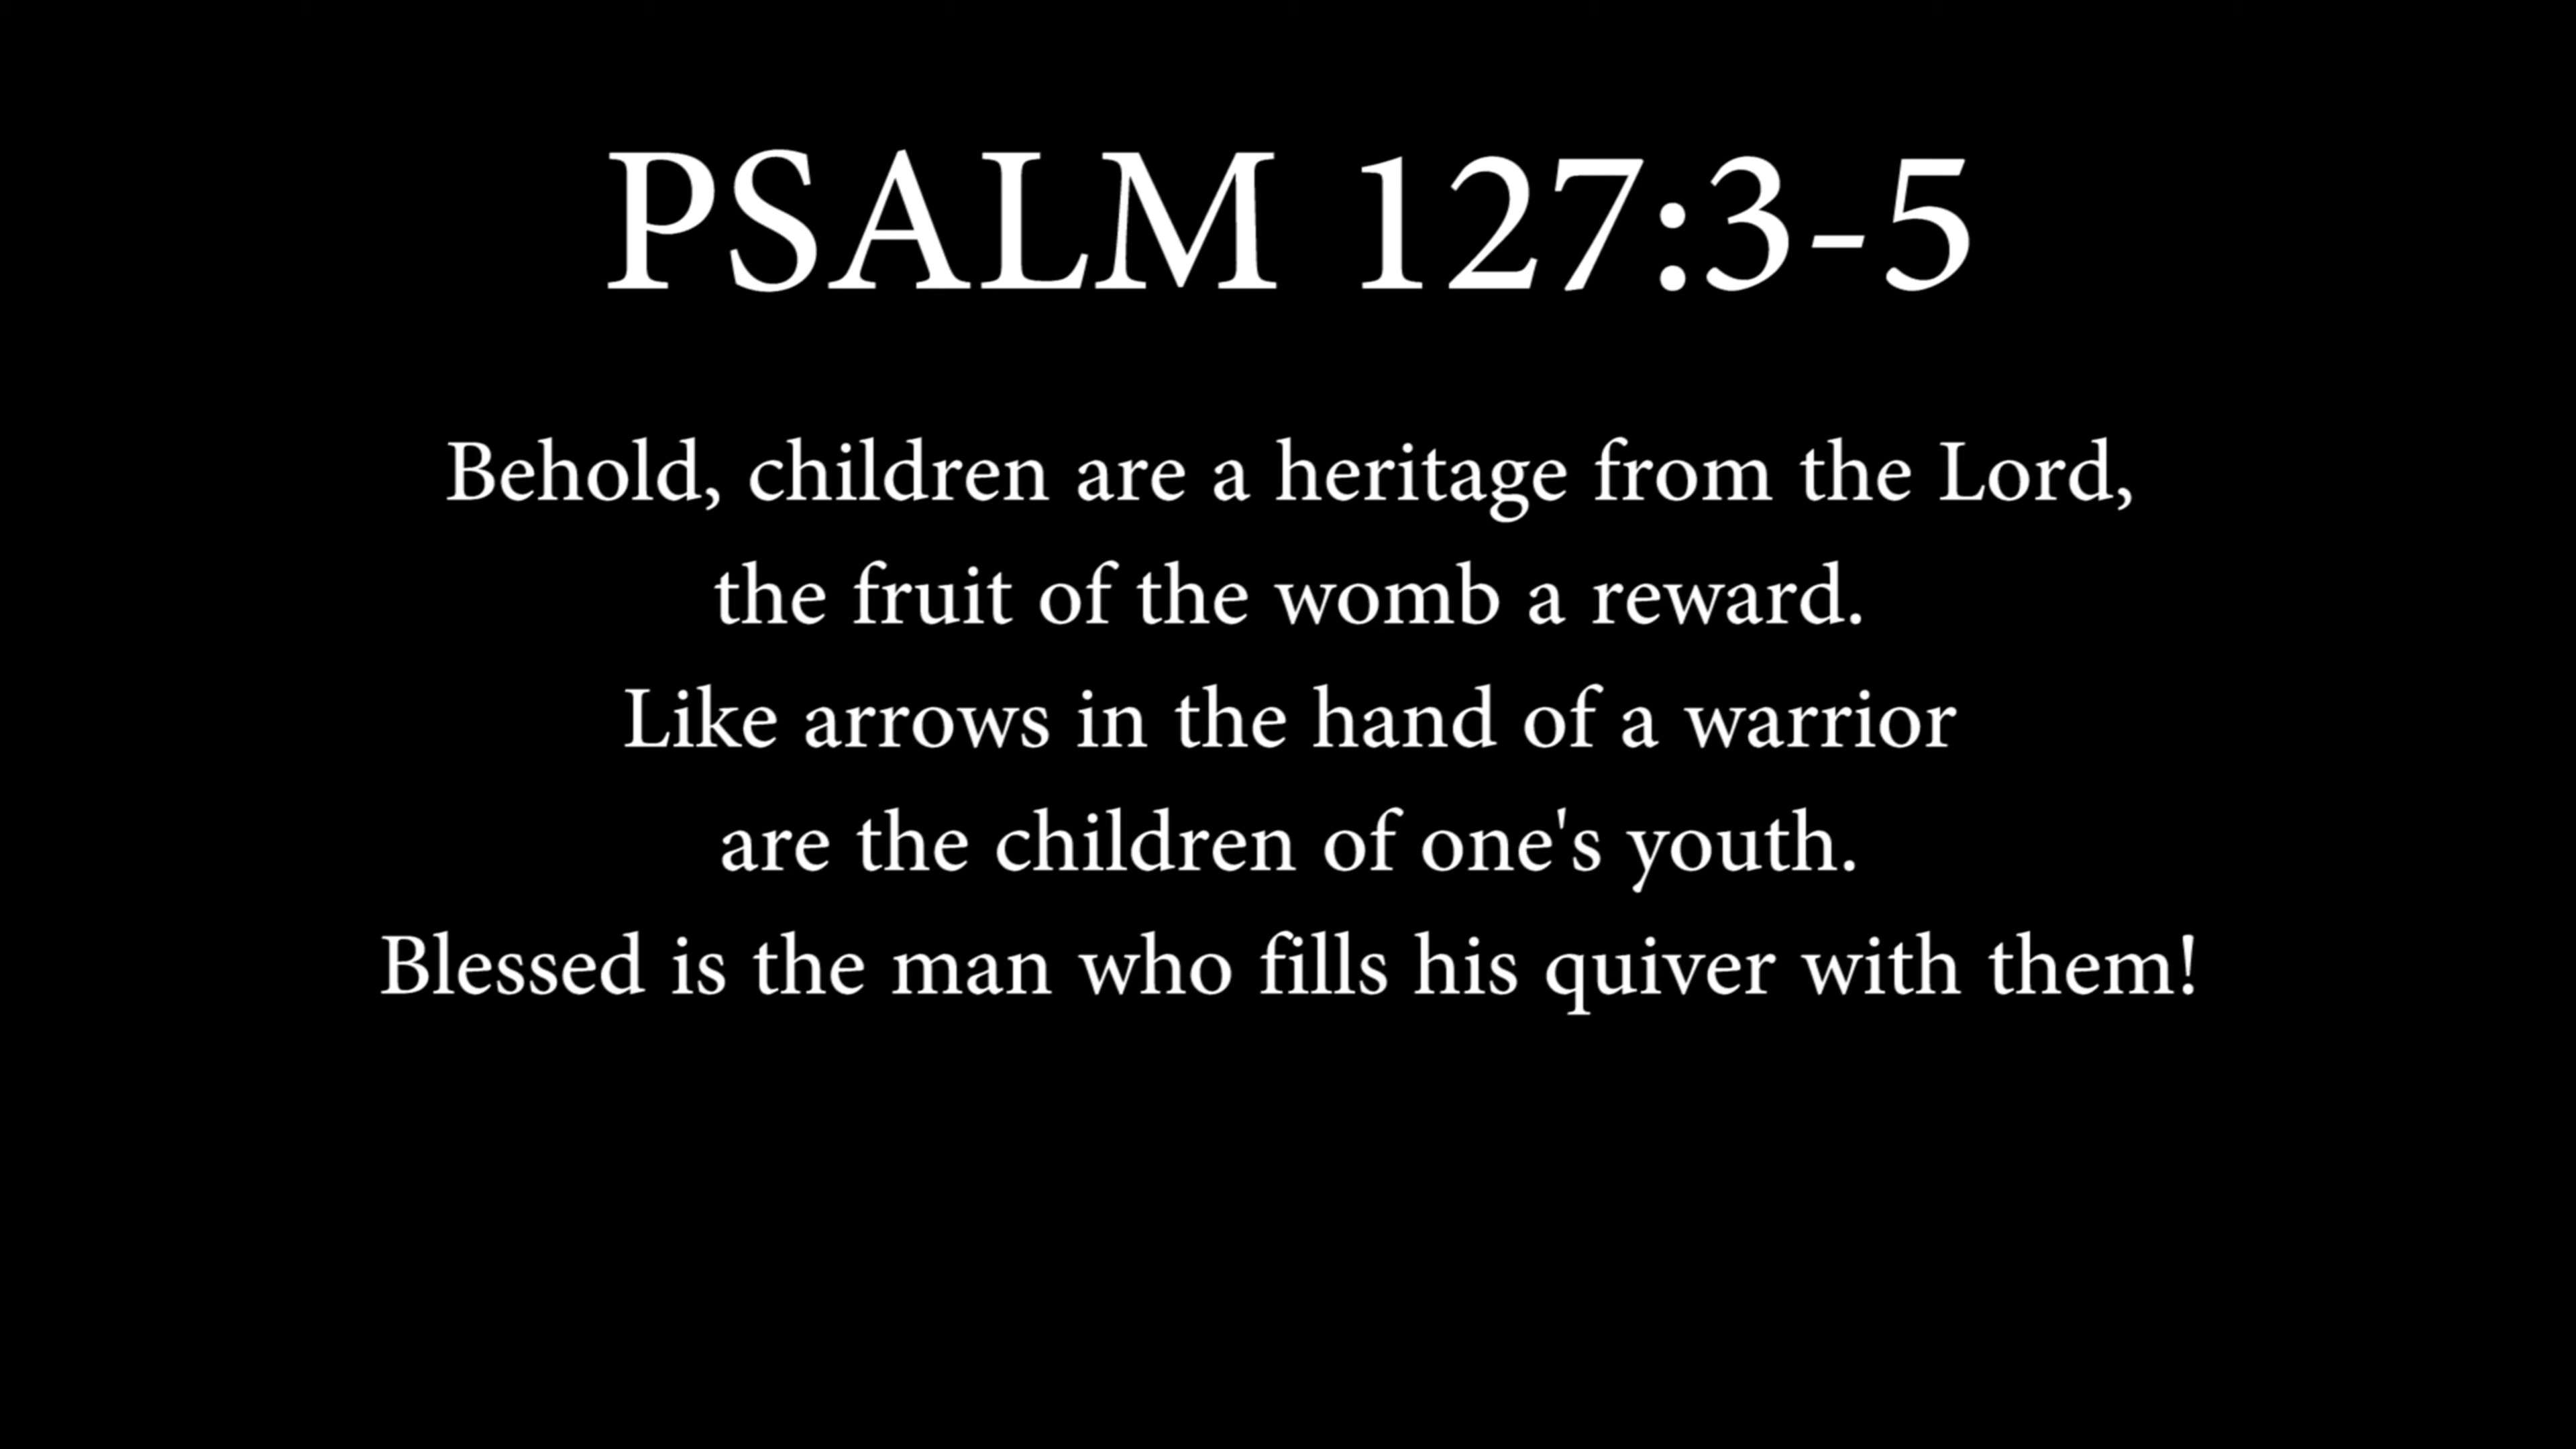 PSALM 127:3-5
Behold, children are a heritage from the Lord,
the fruit of the womb a reward.
Like arrows in the hand of a warrior
are the children of one's youth.
Blessed is the man who fills his quiver with them!